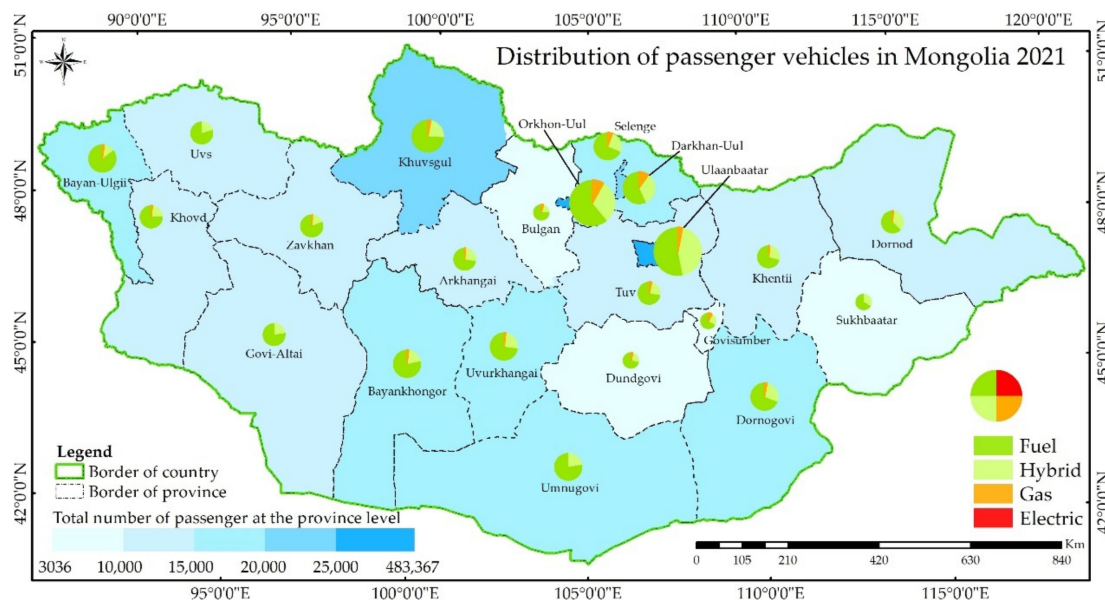 90°0'0"E 95°0'0"E 100°0'0"E 105°0'0"E 110°0'0"E 115°0'0"E 120°0'0"E
51°0'0"N 51°0'0"N
Distribution of passenger vehicles in Mongolia 2021
Orkhon-Uul Selenge
Darkhan-Uul
Ulaanbaatar
Uvs
Khuvsgul
Bayan-Ulgii
48°0'0"N 48°0'0"N
Khovd
Bulgan
Zavkhan
Dornod
Arkhangai
Khentii
Tuv
Sukhbaatar
Govi-Altai
Govisumber
45°0'0"N 45°0'0"N
Bayankhongor
Uvurkhangai
Dundgovi
Dornogovi
Umnugovi
Legend
Border of country
Border of province
Total number of passenger at the province level
3036 10,000 15,000 20,000 25,000 483,367
Fuel
Hybrid
Gas
Electric
42°0'0"N 42°0'0"N
Km
0 105 210 420 630 840
95°0'0"E 100°0'0"E 105°0'0"E 110°0'0"E 115°0'0"E